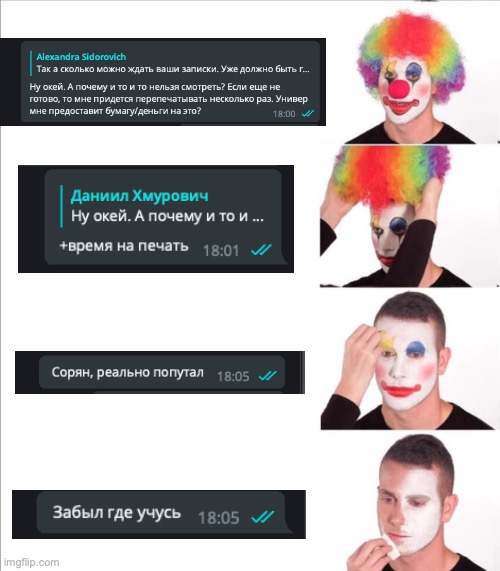 Alexandra Sidorovich
Так а сколько можно ждать ваши записки. Уже должно быть г...
Ну окей. А почему и то и то нельзя смотреть? Если еще не
готово, то мне придется перепечатывать несколько раз. Универ
мне предоставит бумагу/деньги на это?
18:00
Даниил Хмурович
Ну окей. А почему и то и ...
+время на печать 18:01
Сорян, реально попутал 18:05
Забыл где учусь 18:05
imgflip.com